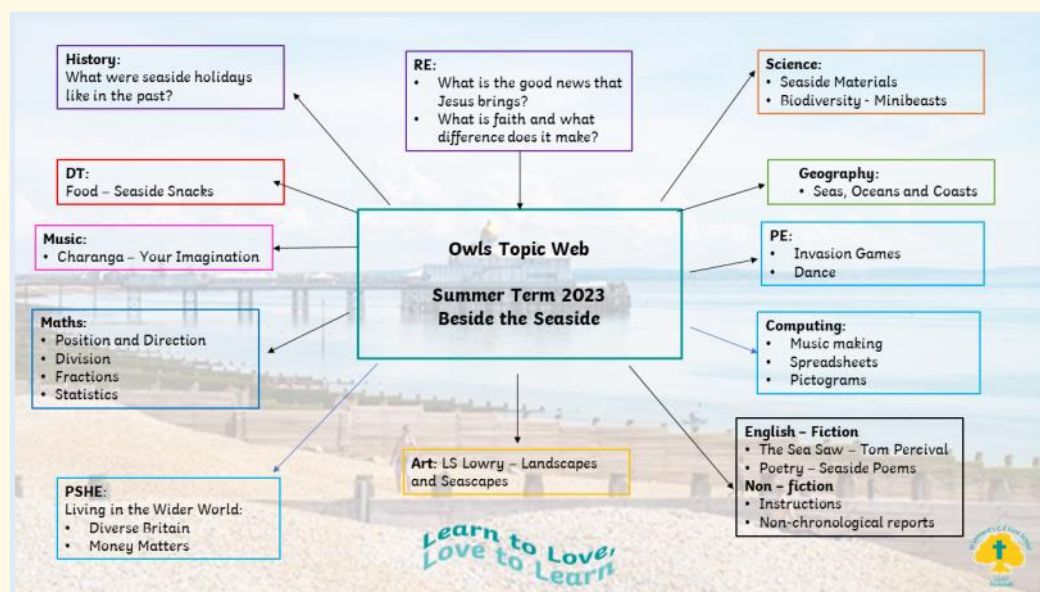 History:
What were seaside holidays
like in the past?
RE:
• What is the good news that
Jesus brings?
• What is faith and what
difference does it make?
Science:
• Seaside Materials
• Biodiversity - Minibeasts
DT:
Food – Seaside Snacks
Geography:
• Seas, Oceans and Coasts
Music:
• Charanga – Your Imagination
Owls Topic Web
Summer Term 2023
Beside the Seaside
PE:
• Invasion Games
• Dance
Maths:
• Position and Direction
• Division
• Fractions
• Statistics
Computing:
• Music making
• Spreadsheets
• Pictograms
English – Fiction
• The Sea Saw – Tom Percival
• Poetry – Seaside Poems
Non – fiction
• Instructions
• Non-chronological reports
Art: LS Lowry – Landscapes
and Seascapes
PSHE:
Living in the Wider World:
• Diverse Britain
• Money Matters
Learn to Love,
Love to Learn